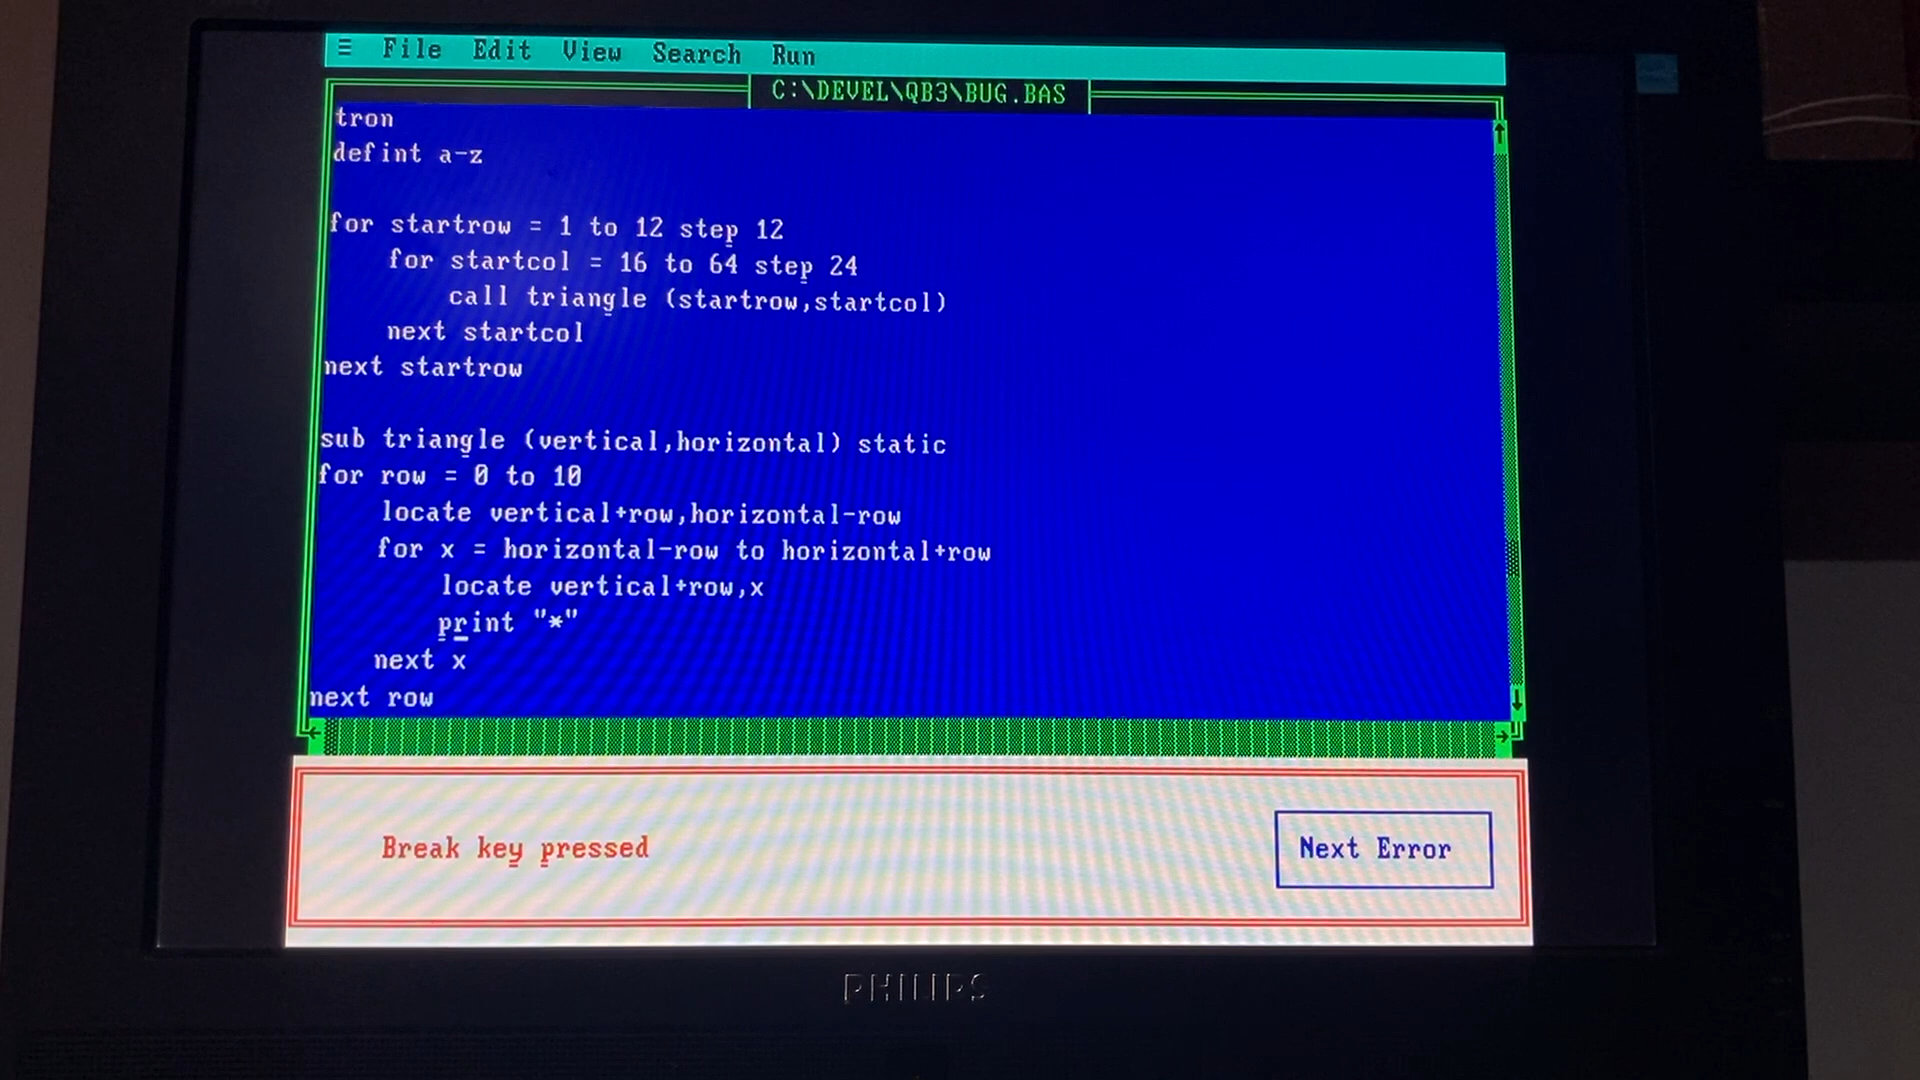 ≡ File Edit View Search Run
C:\DEVEL\QB3\BUG.BAS
tron
defint a-z
for startrow = 1 to 12 step 12
for startcol = 16 to 64 step 24
call triangle (startrow,startcol)
next startcol
next startrow
sub triangle (vertical,horizontal) static
for row = 0 to 10
locate vertical+row,horizontal-row
for x = horizontal-row to horizontal+row
locate vertical+row,x
print "*"
next x
next row
Break key pressed
Next Error
PHILIPS